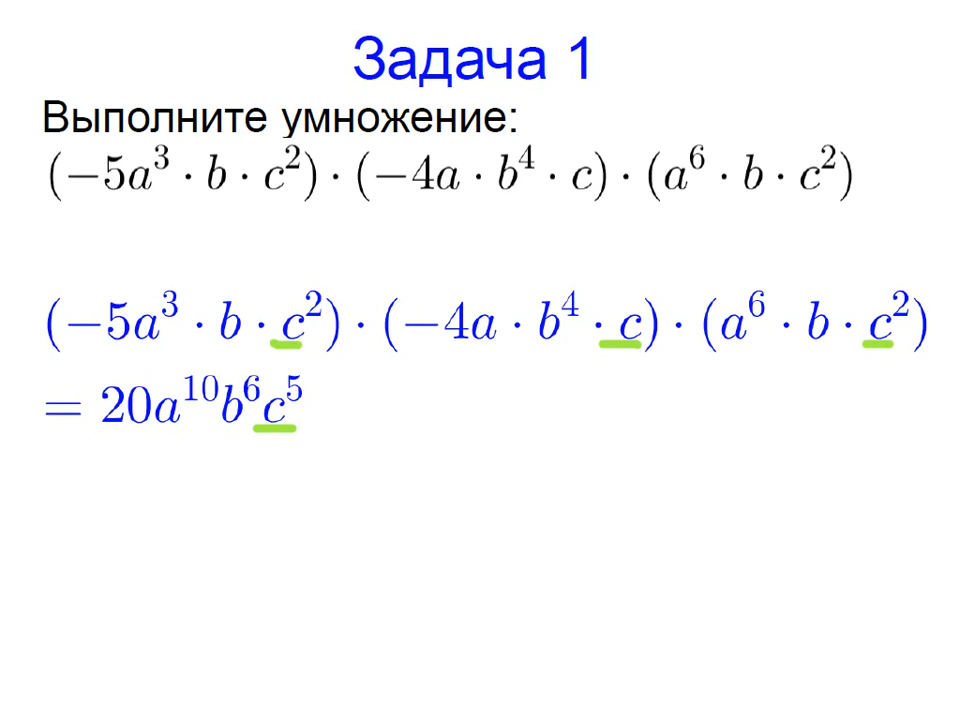 Задача 1
Выполните умножение:
(−5a³ · b · c²) · (−4a · b⁴ · c) · (a⁶ · b · c²)
(−5a³ · b · c²) · (−4a · b⁴ · c) · (a⁶ · b · c²)
= 20a¹⁰b⁶c⁵